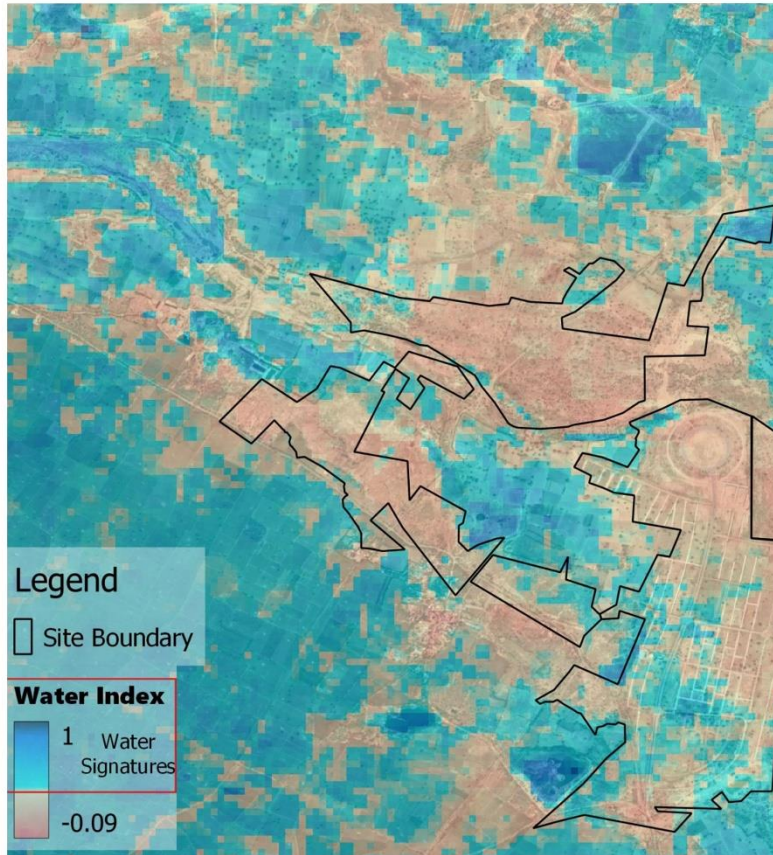 Legend
Site Boundary
Water Index
1 Water
Signatures
-0.09